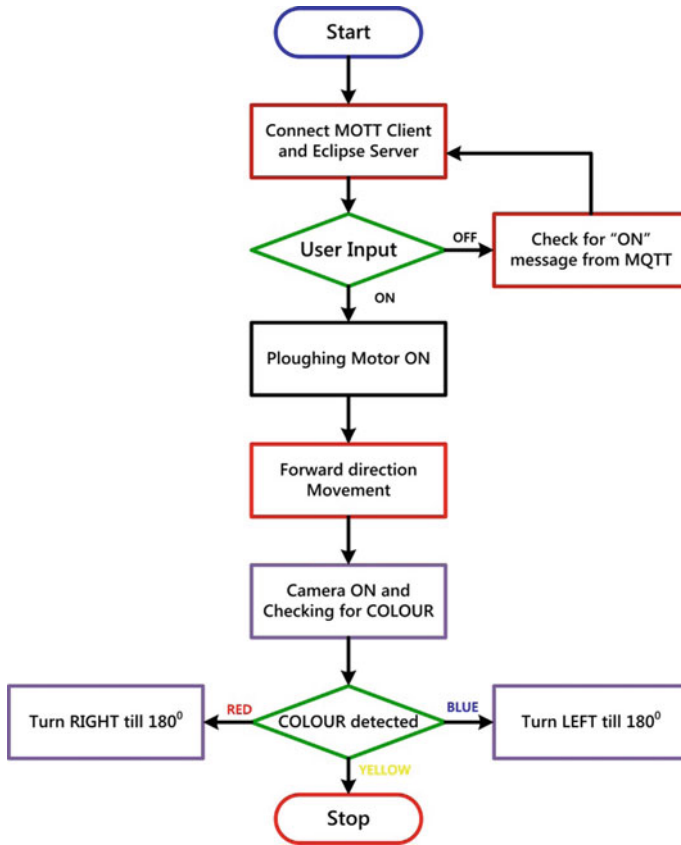 Start
Connect MOTT Client
and Eclipse Server
User Input
OFF
Check for “ON”
message from MQTT
ON
Ploughing Motor ON
Forward direction
Movement
Camera ON and
Checking for COLOUR
Turn RIGHT till 180⁰
RED
COLOUR detected
BLUE
Turn LEFT till 180⁰
YELLOW
Stop